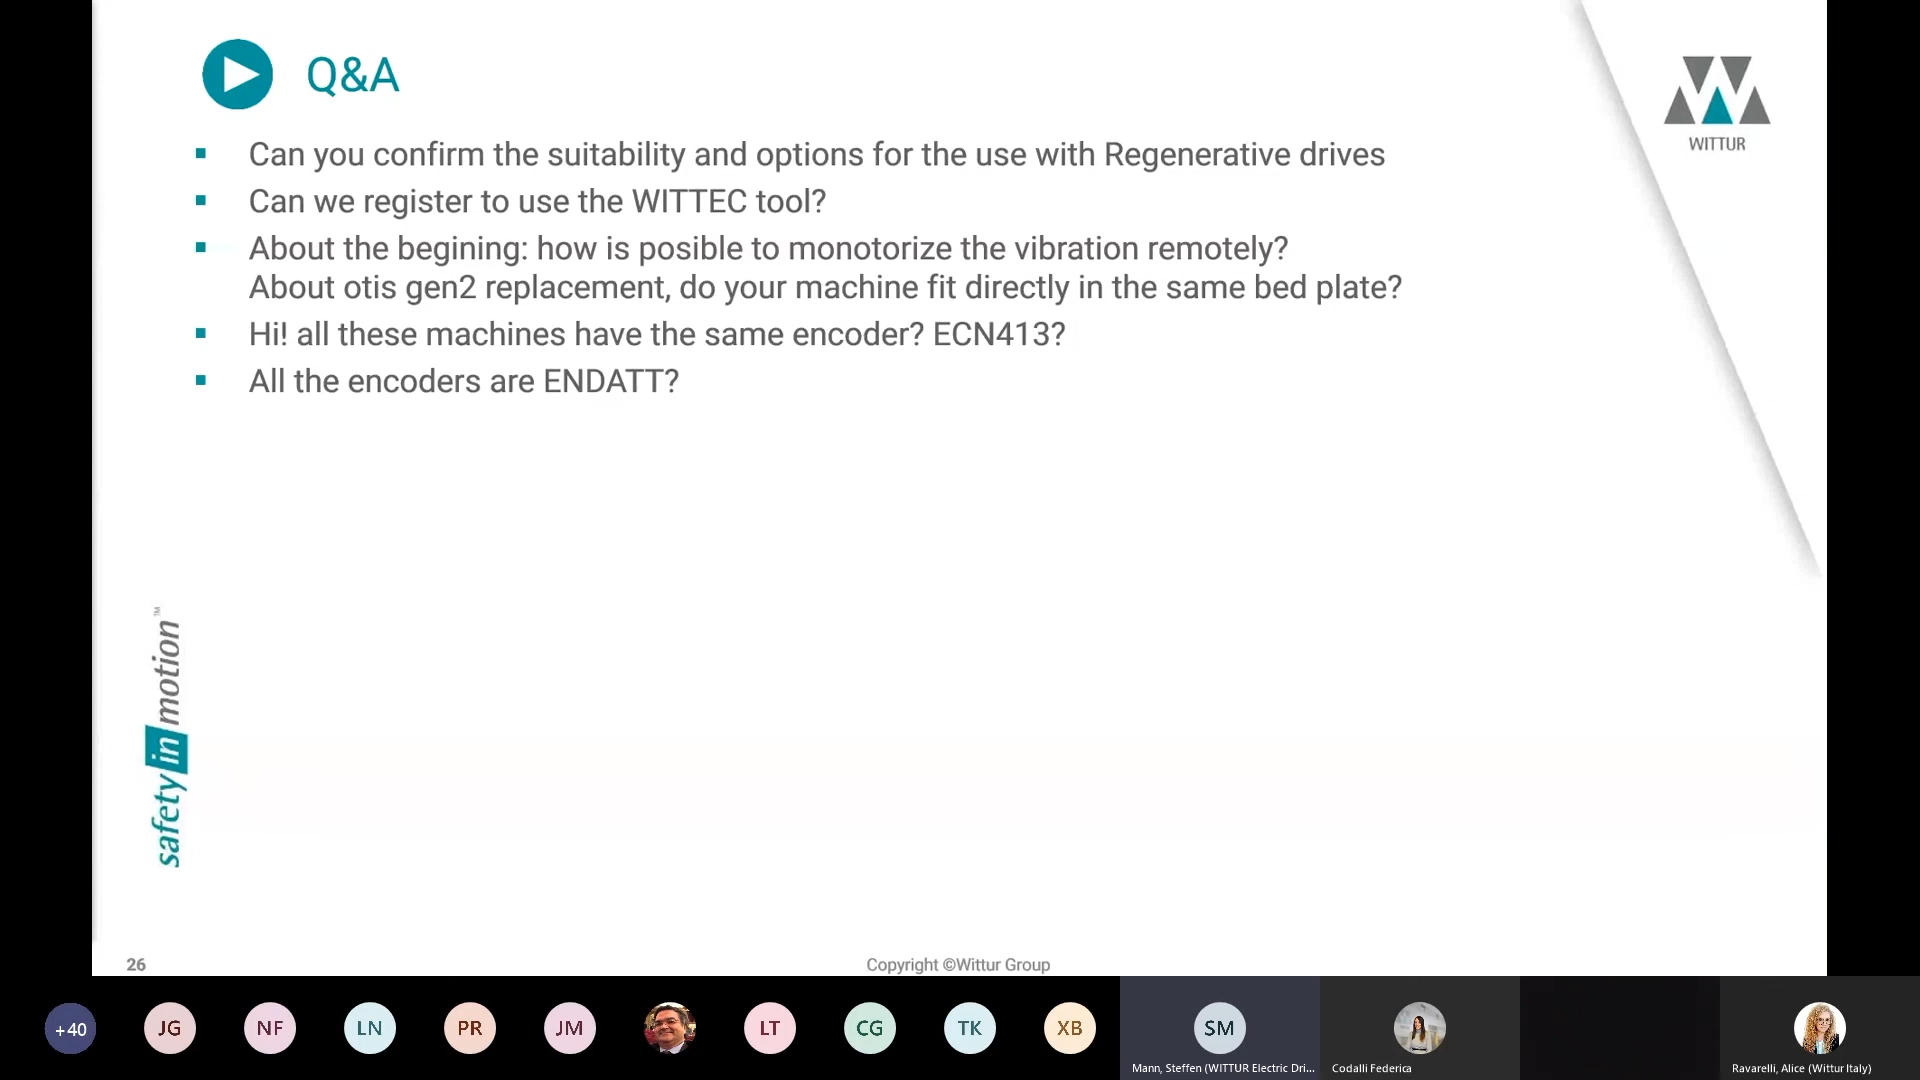 Q&A
WITTUR
Can you confirm the suitability and options for the use with Regenerative drives
Can we register to use the WITTEC tool?
About the begining: how is posible to monotorize the vibration remotely?
About otis gen2 replacement, do your machine fit directly in the same bed plate?
Hi! all these machines have the same encoder? ECN413?
All the encoders are ENDATT?
safety in motion™
26
Copyright ©Wittur Group
+40
JG
NF
LN
PR
JM
LT
CG
TK
XB
SM
Mann, Steffen (WITTUR Electric Dri...
Codalli Federica
Ravarelli, Alice (Wittur Italy)